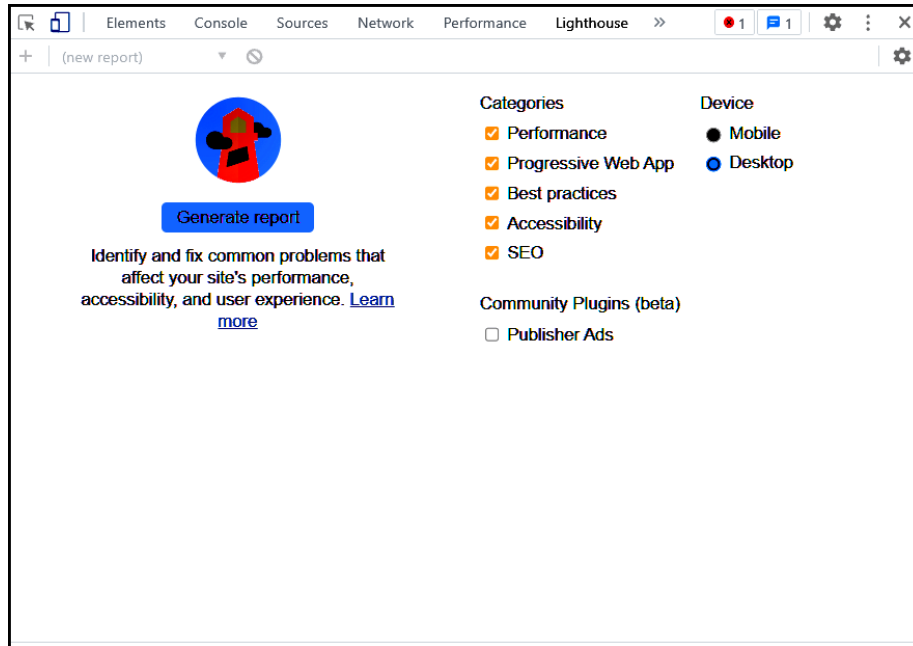 Elements Console Sources Network Performance Lighthouse » 1 1
(new report)
Generate report
Identify and fix common problems that
affect your site's performance,
accessibility, and user experience. Learn
more
Categories
Performance
Progressive Web App
Best practices
Accessibility
SEO
Community Plugins (beta)
Publisher Ads
Device
Mobile
Desktop